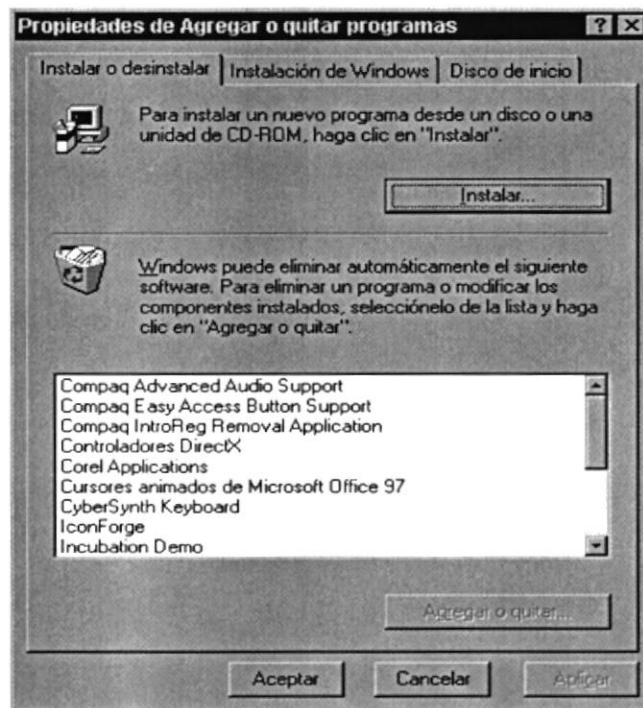 Propiedades de Agregar o quitar programas
Instalar o desinstalar
Instalación de Windows
Disco de inicio
Para instalar un nuevo programa desde un disco o una
unidad de CD-ROM, haga clic en "Instalar".
Instalar...
Windows puede eliminar automáticamente el siguiente
software. Para eliminar un programa o modificar los
componentes instalados, selecciónelo de la lista y haga
clic en "Agregar o quitar".
Compaq Advanced Audio Support
Compaq Easy Access Button Support
Compaq IntroReg Removal Application
Controladores DirectX
Corel Applications
Cursores animados de Microsoft Office 97
CyberSynth Keyboard
IconForge
Incubation Demo
Agregar o quitar...
Aceptar
Cancelar
Aplicar